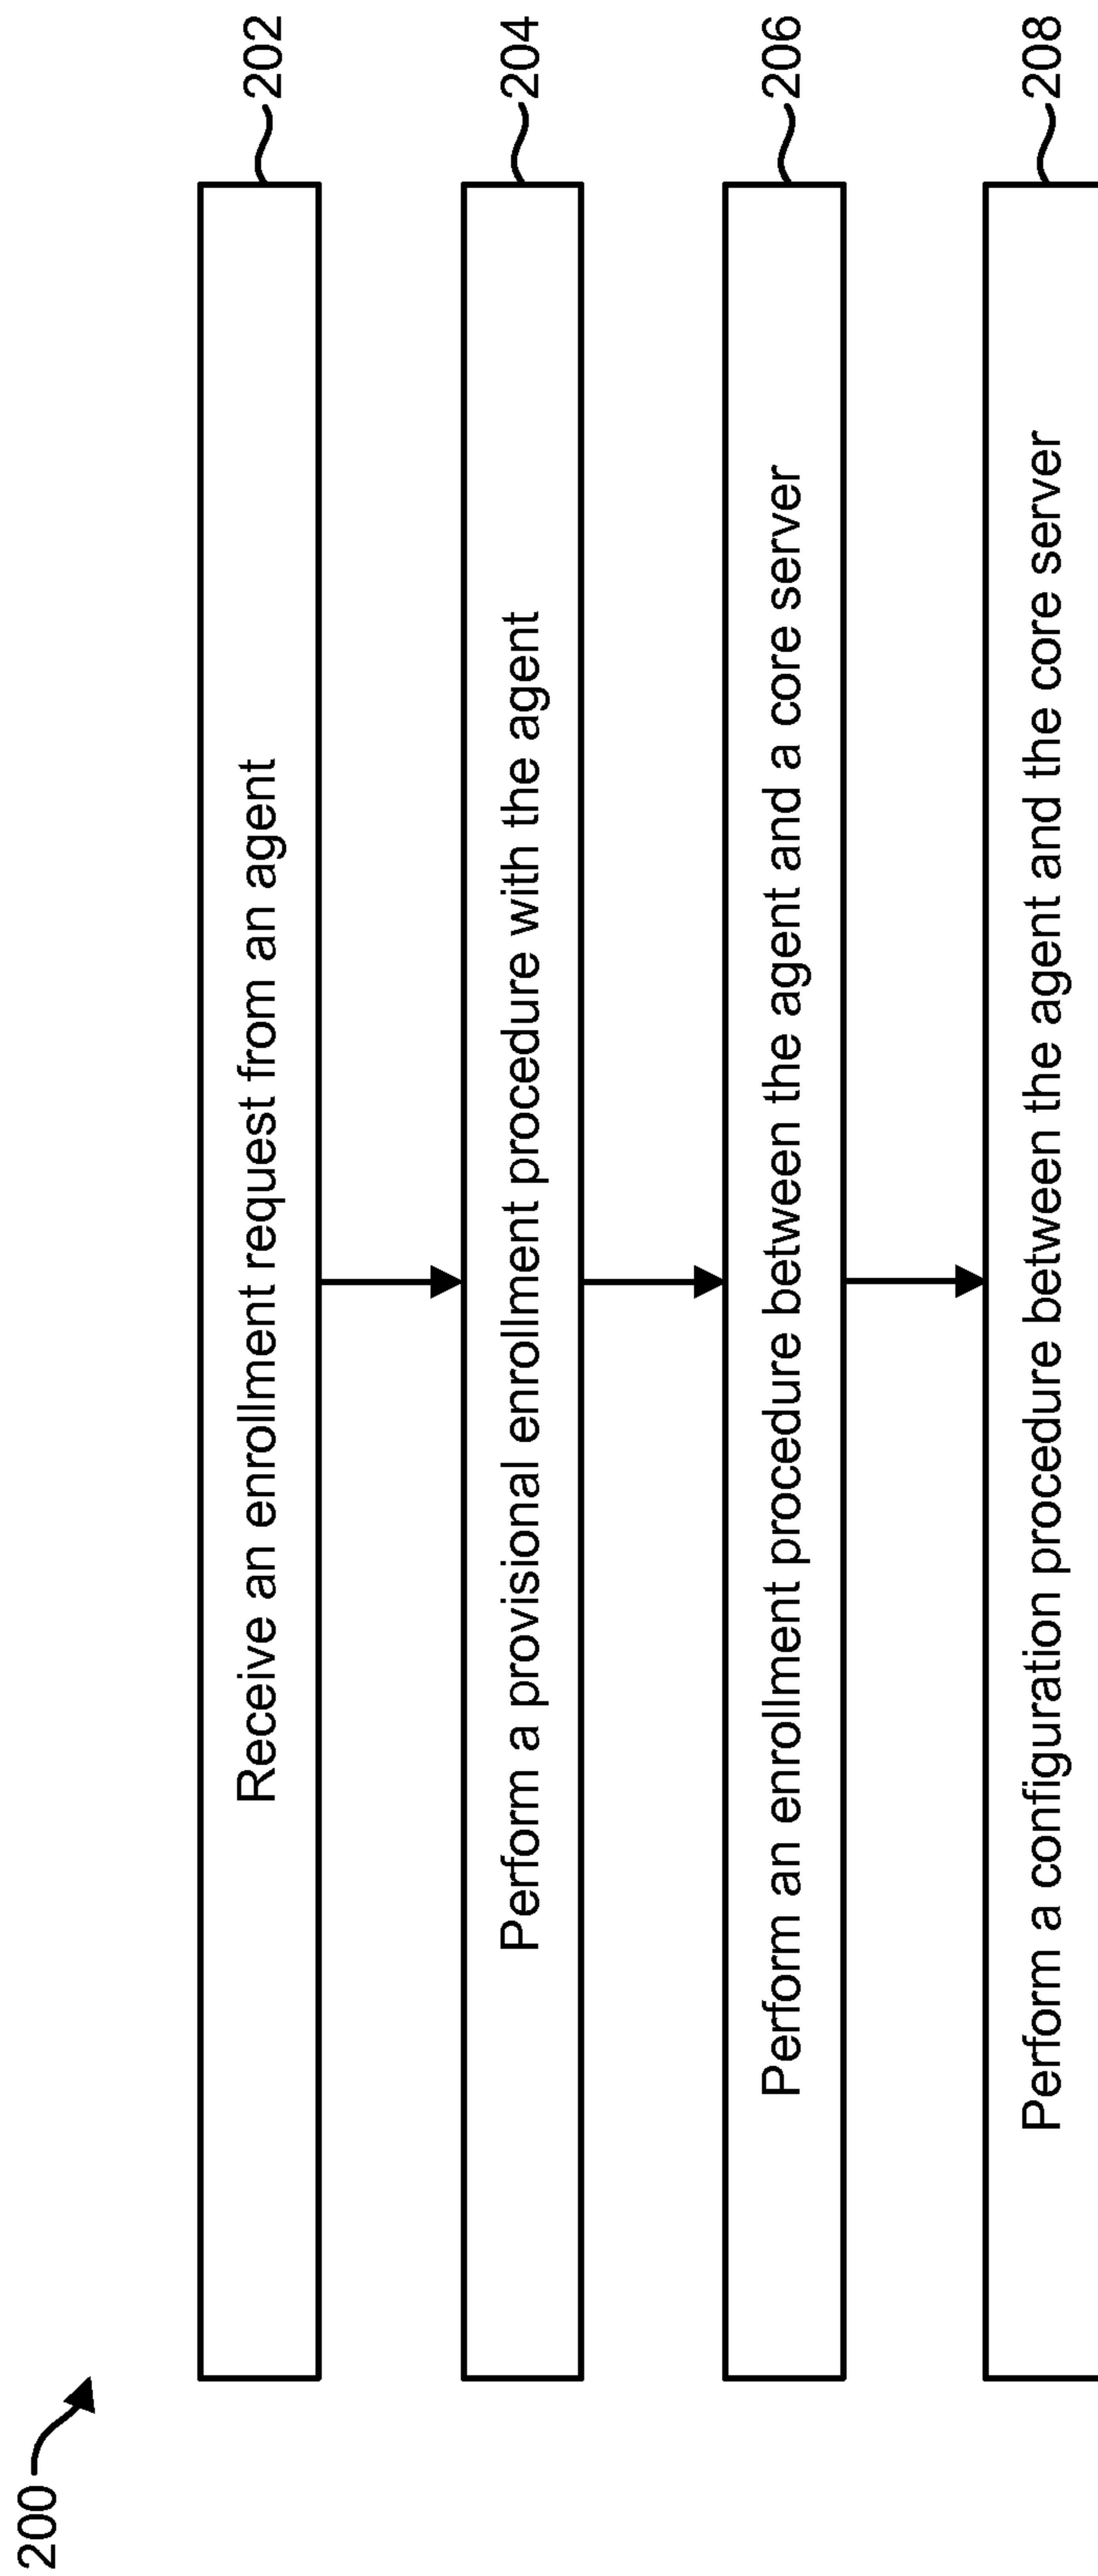 200
Receive an enrollment request from an agent
202
Perform a provisional enrollment procedure with the agent
204
Perform an enrollment procedure between the agent and a core server
206
Perform a configuration procedure between the agent and the core server
208